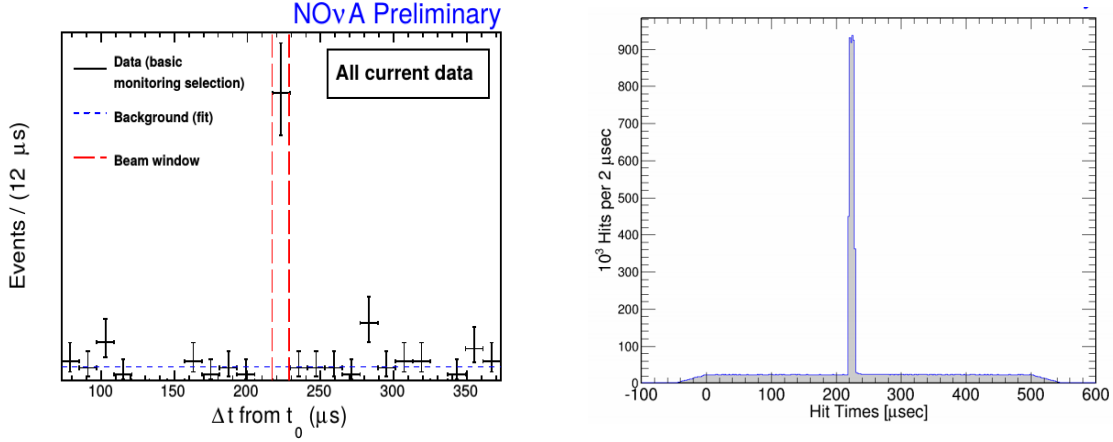 NOνA Preliminary
Data (basic
monitoring selection)
Background (fit)
Beam window
All current data
Events / (12 μs)
100
150
200
250
300
350
Δt from t0 (μs)
10³ Hits per 2 μsec
900
800
700
600
500
400
300
200
100
0
-100
0
100
200
300
400
500
600
Hit Times [μsec]